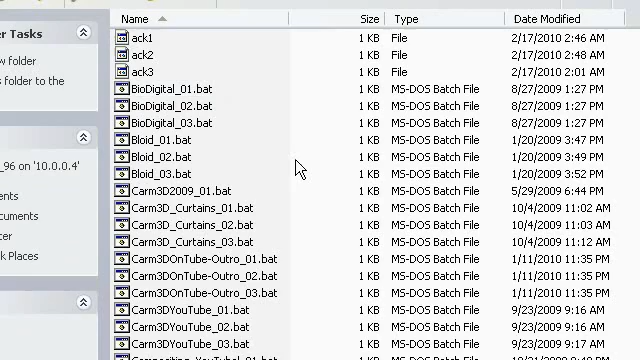 Name Size Type Date Modified
er Tasks
w folder
s folder to the
_96 on '10.0.0.4'
ents
cuments
ter
k Places
ack1 1 KB File 2/17/2010 2:46 AM
ack2 1 KB File 2/17/2010 2:48 AM
ack3 1 KB File 2/17/2010 2:01 AM
BioDigital_01.bat 1 KB MS-DOS Batch File 8/27/2009 1:27 PM
BioDigital_02.bat 1 KB MS-DOS Batch File 8/27/2009 1:27 PM
BioDigital_03.bat 1 KB MS-DOS Batch File 8/27/2009 1:27 PM
Bloid_01.bat 1 KB MS-DOS Batch File 1/20/2009 3:47 PM
Bloid_02.bat 1 KB MS-DOS Batch File 1/20/2009 3:49 PM
Bloid_03.bat 1 KB MS-DOS Batch File 1/20/2009 3:52 PM
Carm3D2009_01.bat 1 KB MS-DOS Batch File 5/29/2009 6:44 PM
Carm3D_Curtains_01.bat 1 KB MS-DOS Batch File 10/4/2009 11:02 AM
Carm3D_Curtains_02.bat 1 KB MS-DOS Batch File 10/4/2009 11:03 AM
Carm3D_Curtains_03.bat 1 KB MS-DOS Batch File 10/4/2009 11:12 AM
Carm3DOnTube-Outro_01.bat 1 KB MS-DOS Batch File 1/11/2010 11:35 PM
Carm3DOnTube-Outro_02.bat 1 KB MS-DOS Batch File 1/11/2010 11:35 PM
Carm3DOnTube-Outro_03.bat 1 KB MS-DOS Batch File 1/11/2010 11:35 PM
Carm3DYouTube_01.bat 1 KB MS-DOS Batch File 9/23/2009 9:16 AM
Carm3DYouTube_02.bat 1 KB MS-DOS Batch File 9/23/2009 9:16 AM
Carm3DYouTube_03.bat 1 KB MS-DOS Batch File 9/23/2009 9:17 AM